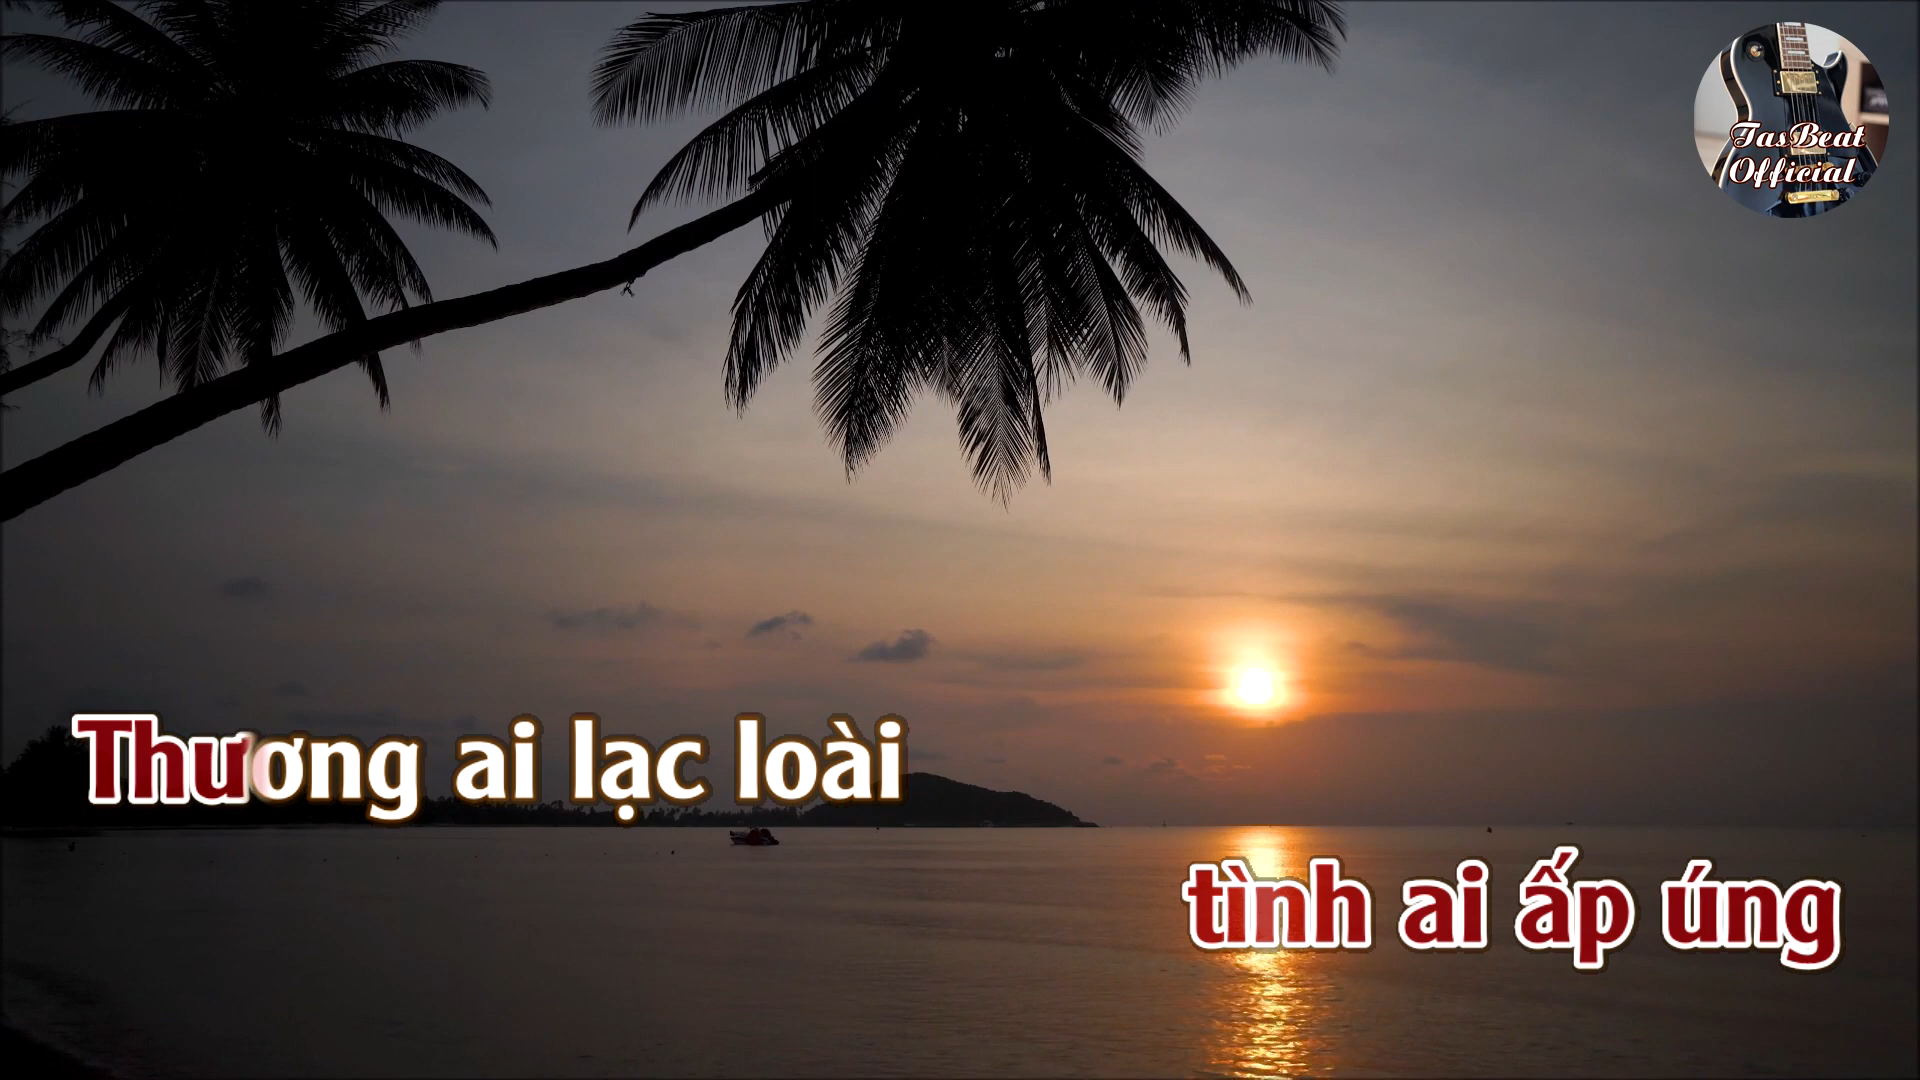 TasBeat
Official
Thương ai lạc loài
tình ai ấp úng